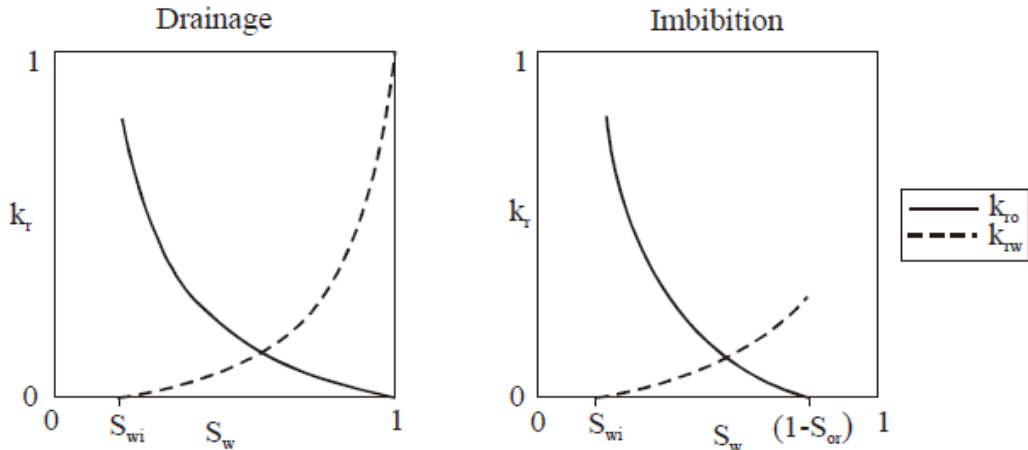 Drainage
1
k_r
0
0
S_wi
S_w
1
Imbibition
1
k_r
0
0
S_wi
S_w
(1-S_or)
1
k_ro
k_rw